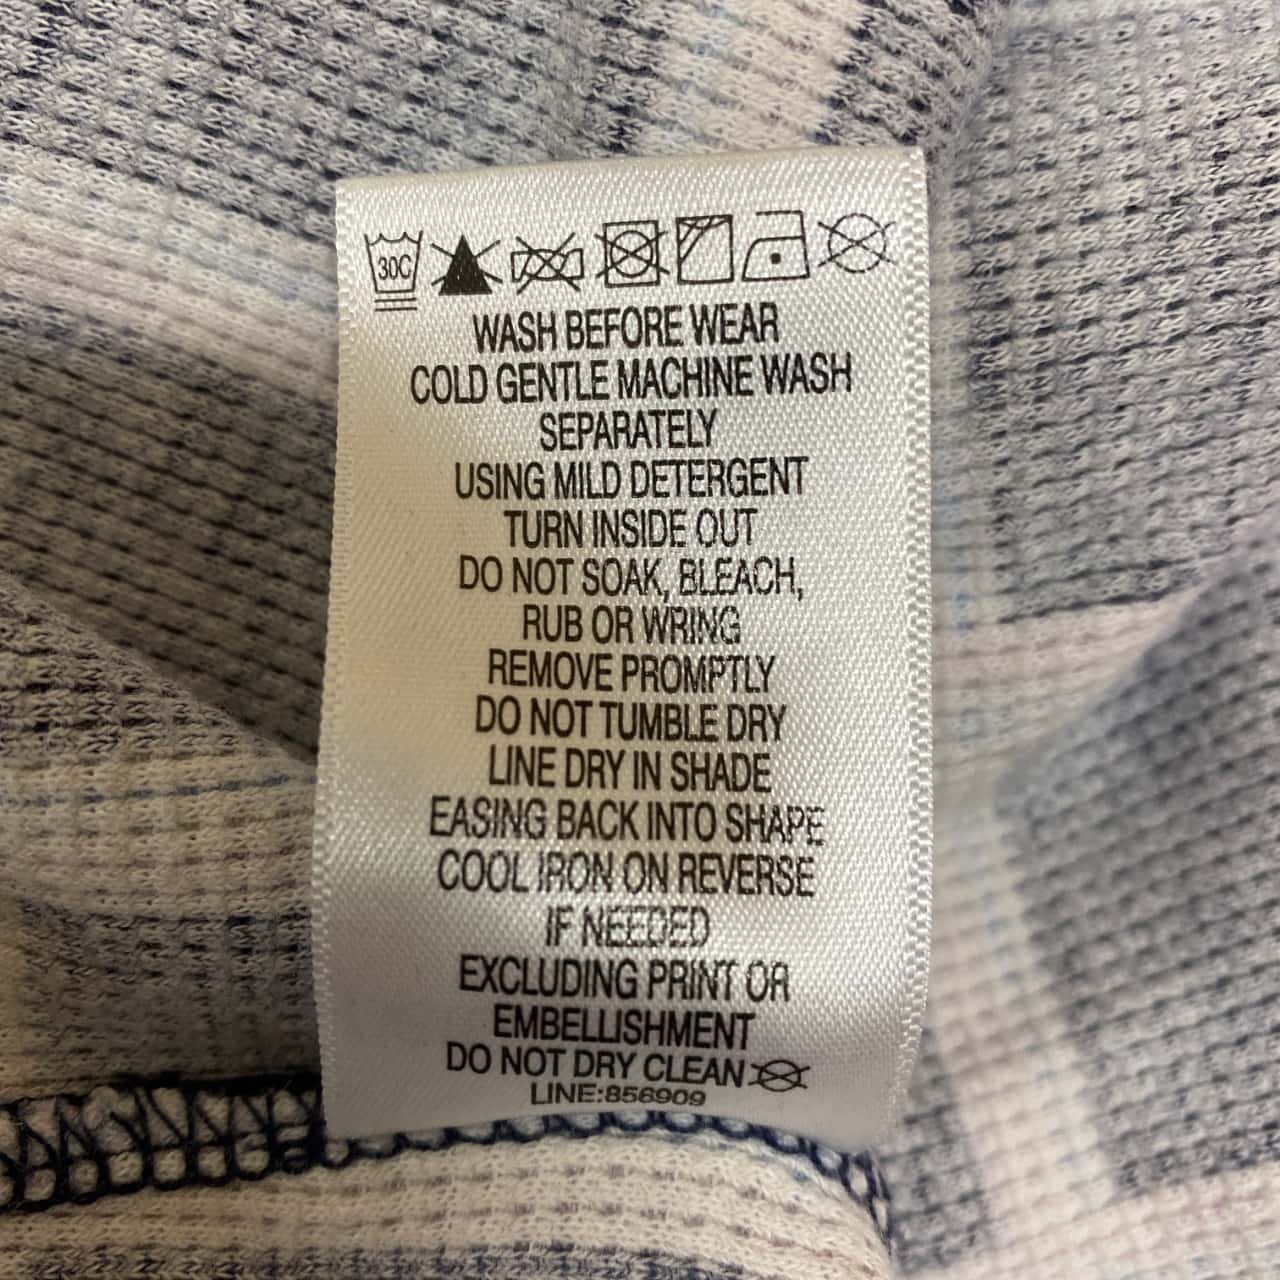 30C
WASH BEFORE WEAR
COLD GENTLE MACHINE WASH
SEPARATELY
USING MILD DETERGENT
TURN INSIDE OUT
DO NOT SOAK, BLEACH,
RUB OR WRING
REMOVE PROMPTLY
DO NOT TUMBLE DRY
LINE DRY IN SHADE
EASING BACK INTO SHAPE
COOL IRON ON REVERSE
IF NEEDED
EXCLUDING PRINT OR
EMBELLISHMENT
DO NOT DRY CLEAN
LINE:856909